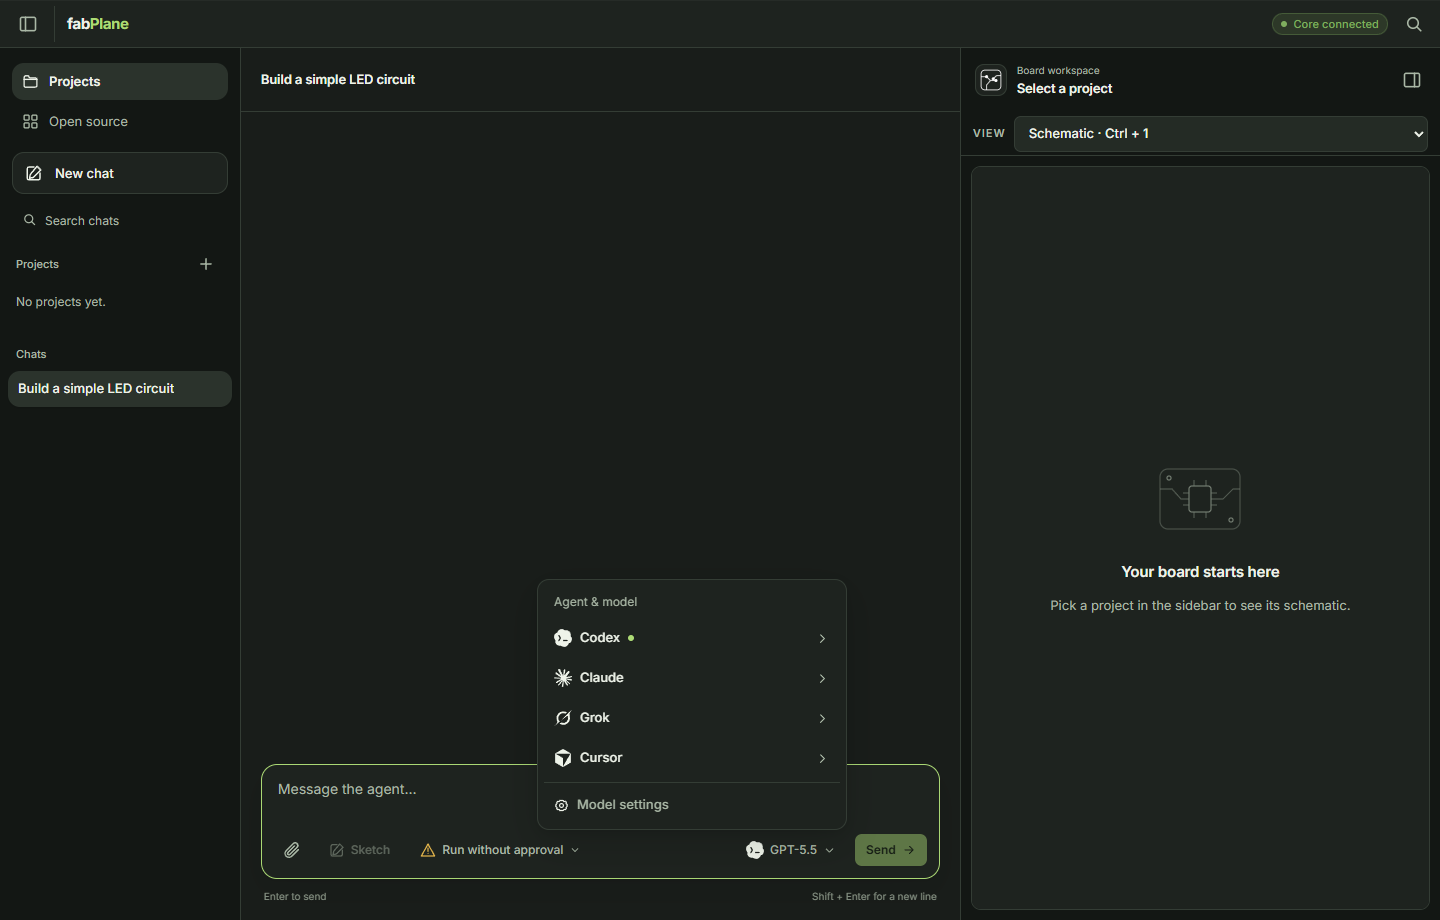 fabPlane
Core connected
Projects
Open source
New chat
Search chats
Projects
No projects yet.
Chats
Build a simple LED circuit
Build a simple LED circuit
Agent & model
Codex
Claude
Grok
Cursor
Model settings
Message the agent...
Sketch
Run without approval
GPT-5.5
Send
Enter to send
Shift + Enter for a new line
Board workspace
Select a project
VIEW
Schematic · Ctrl + 1
Your board starts here
Pick a project in the sidebar to see its schematic.